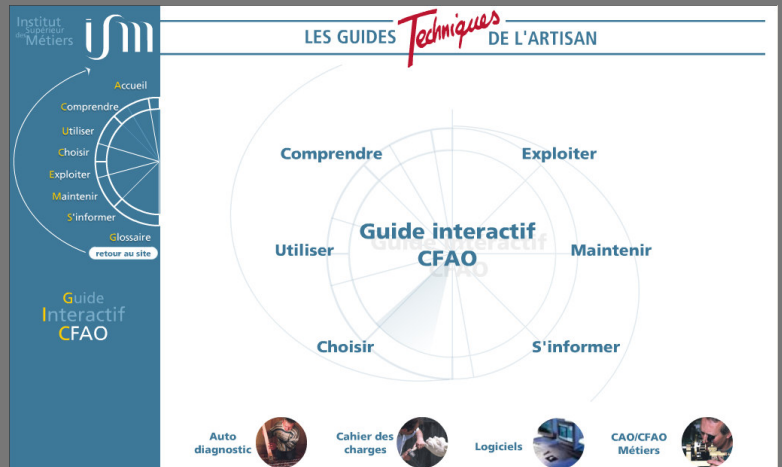 Institut
Supérieur
des Métiers
ism
LES GUIDES Techniques DE L'ARTISAN
Accueil
Comprendre
Utiliser
Choisir
Exploiter
Maintenir
S'informer
Glossaire
retour au site
Guide
Interactif
CFAO
Comprendre
Exploiter
Guide interactif
CFAO
Utiliser
Maintenir
Choisir
S'informer
Auto
diagnostic
Cahier des
charges
Logiciels
CAO/CFAO
Métiers